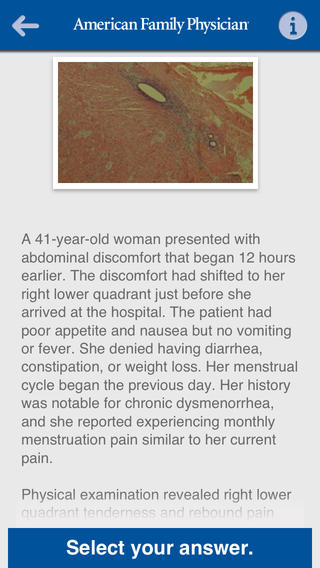 American Family Physician
A 41-year-old woman presented with
abdominal discomfort that began 12 hours
earlier. The discomfort had shifted to her
right lower quadrant just before she
arrived at the hospital. The patient had
poor appetite and nausea but no vomiting
or fever. She denied having diarrhea,
constipation, or weight loss. Her menstrual
cycle began the previous day. Her history
was notable for chronic dysmenorrhea,
and she reported experiencing monthly
menstruation pain similar to her current
pain.
Physical examination revealed right lower
quadrant tenderness and rebound pain
Select your answer.